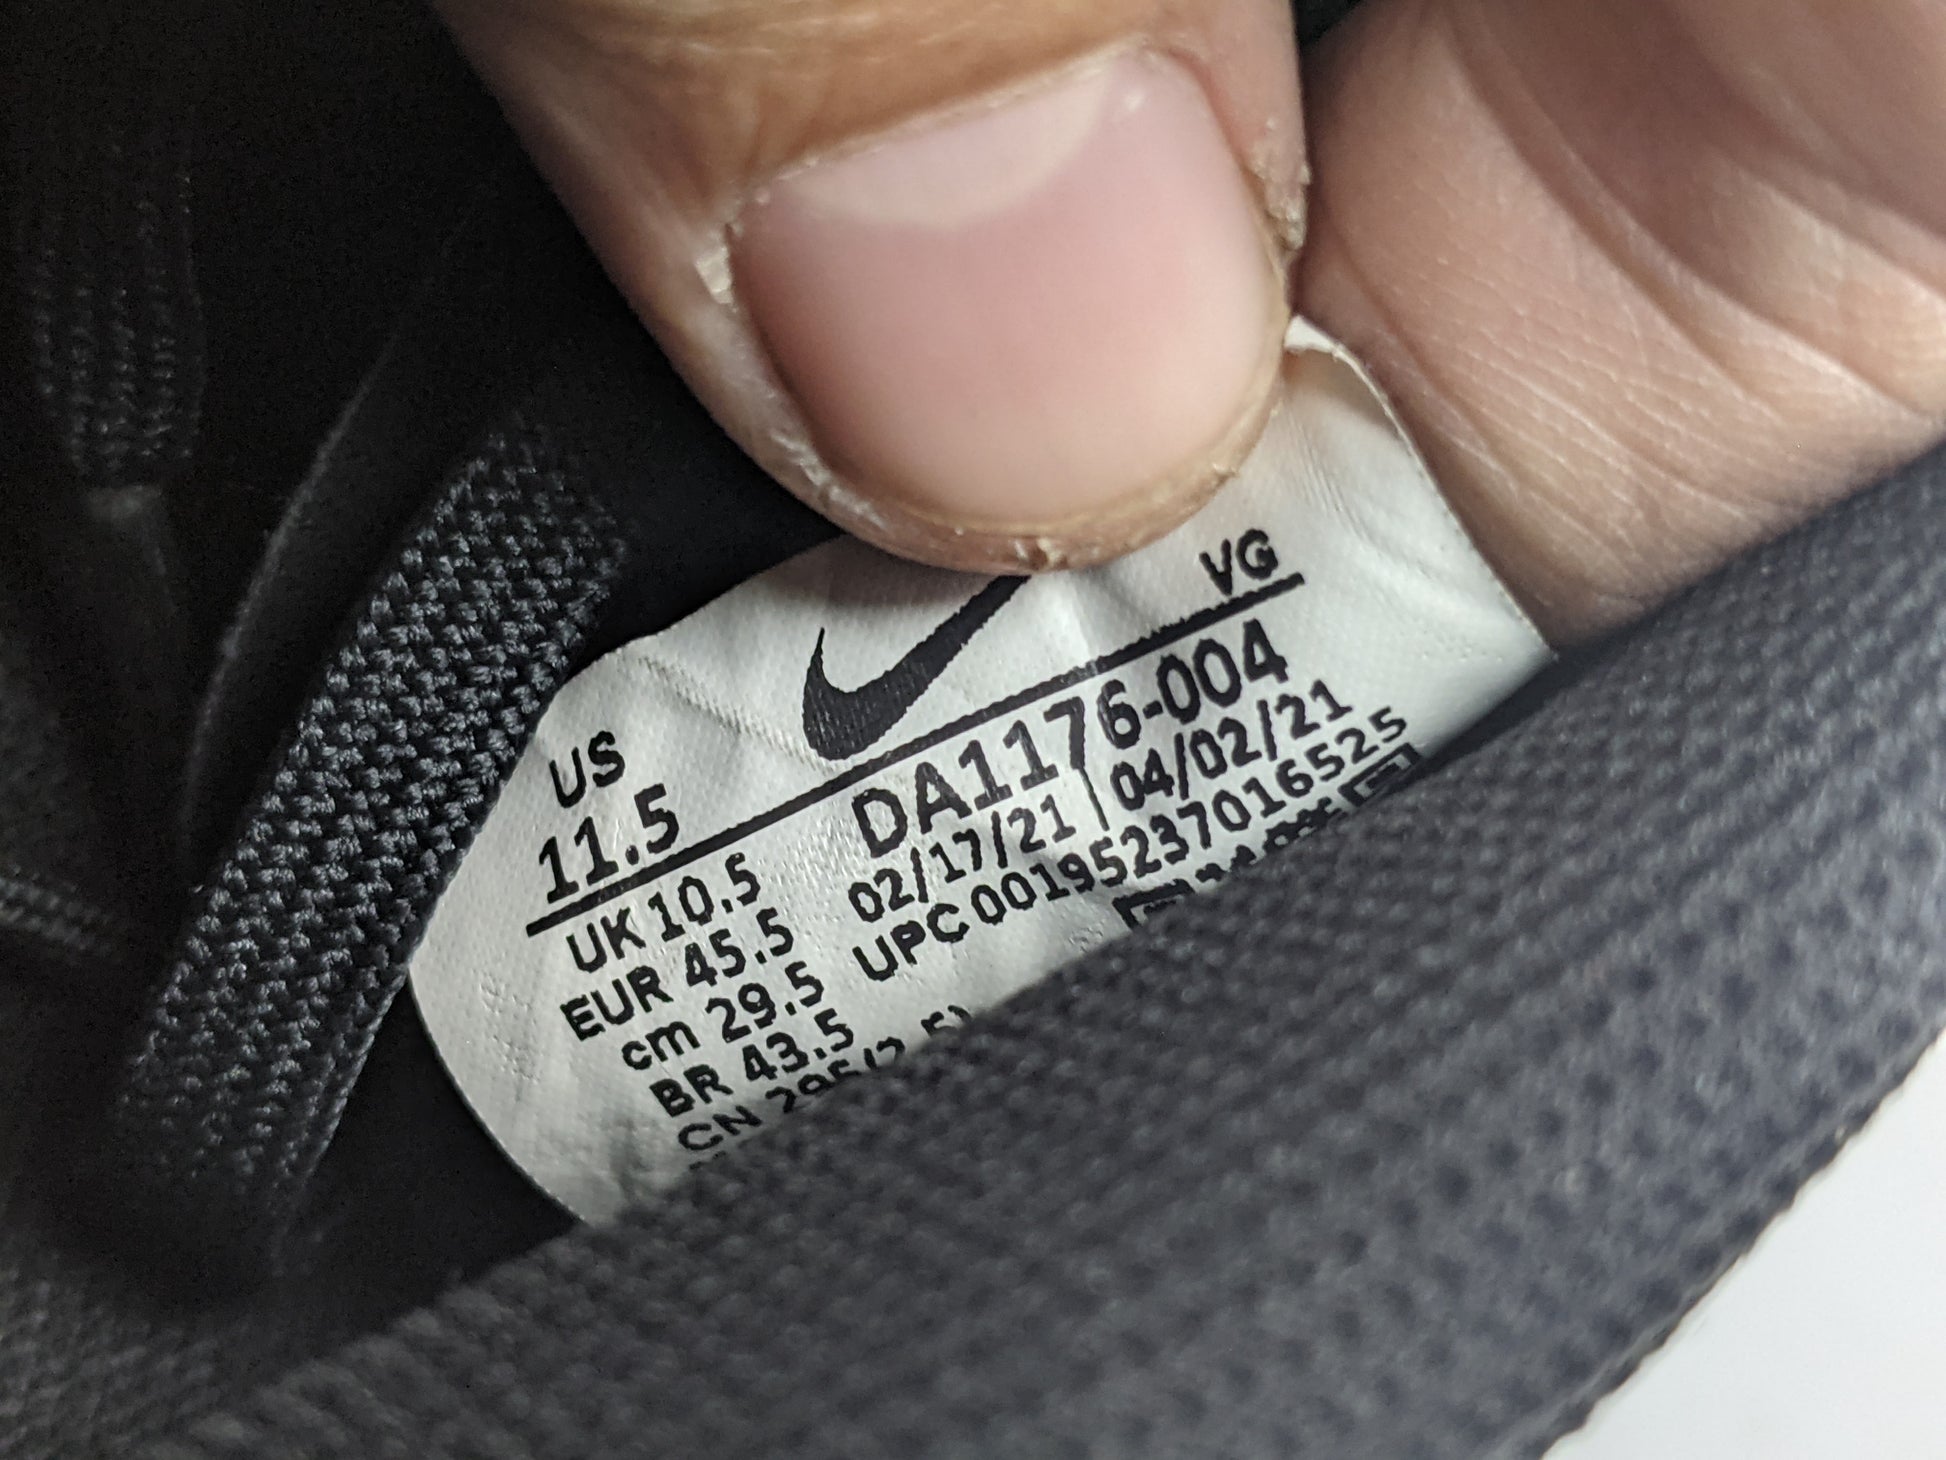 VG
US
11.5
DA1176-004
UK 10.5
02/17/21 04/02/21
EUR 45.5
UPC 00195237016525
cm 29.5
BR 43.5
CN